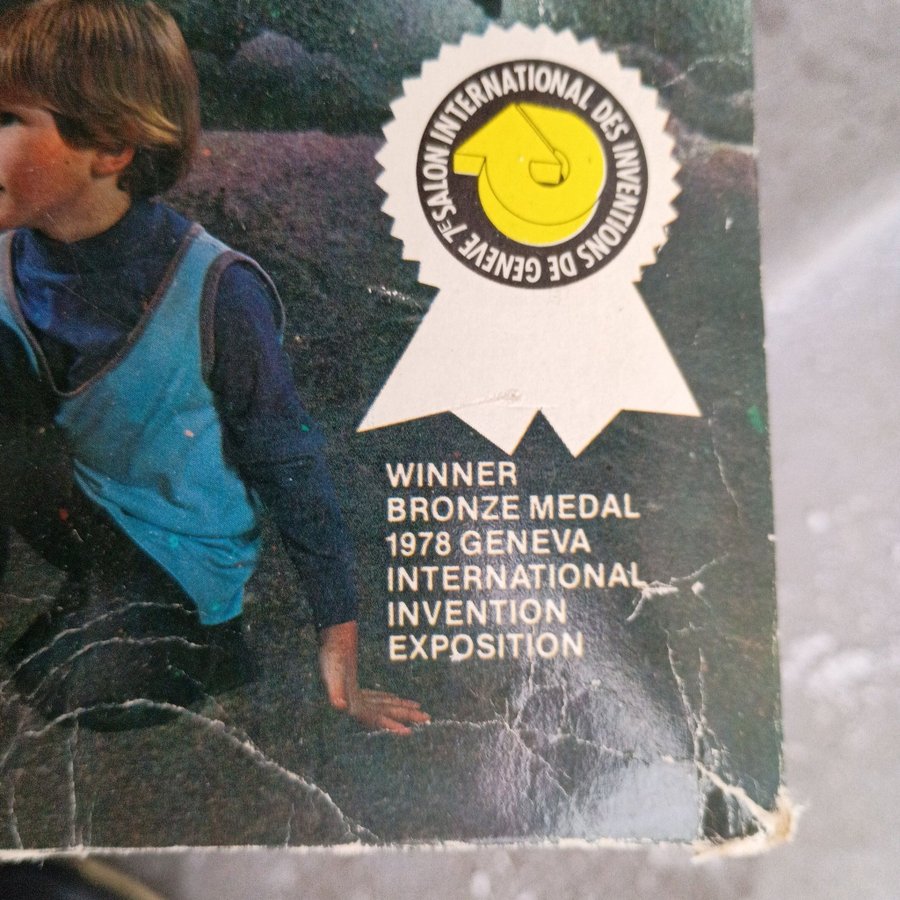 7E SALON INTERNATIONAL DES INVENTIONS DE GENEVE
WINNER
BRONZE MEDAL
1978 GENEVA
INTERNATIONAL
INVENTION
EXPOSITION